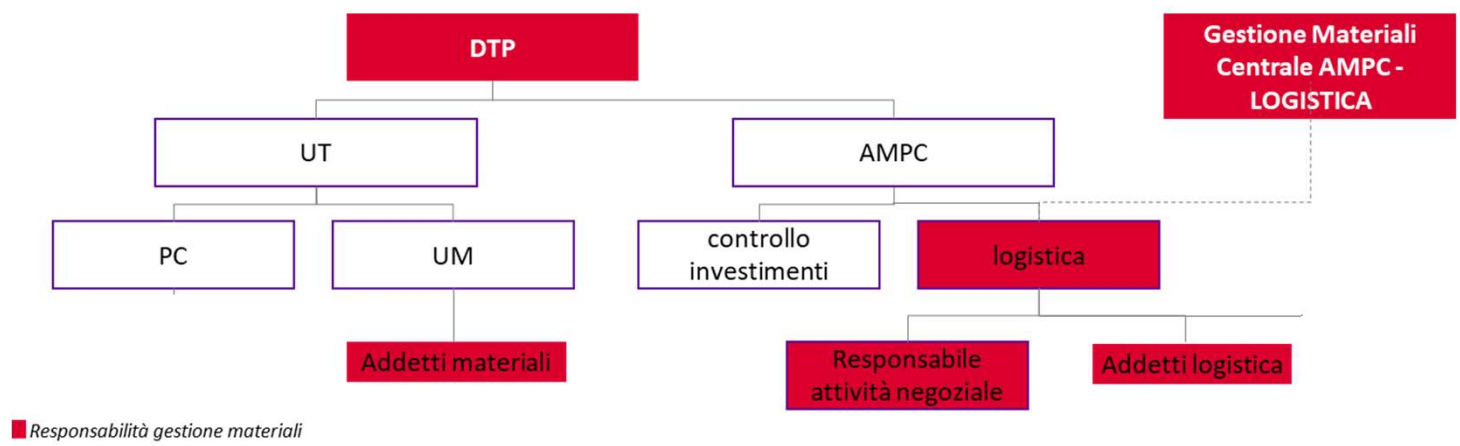 DTP
Gestione Materiali
Centrale AMPC -
LOGISTICA
UT
AMPC
PC
UM
controllo
investimenti
logistica
Addetti materiali
Responsabile
attività negoziale
Addetti logistica
Responsabilità gestione materiali